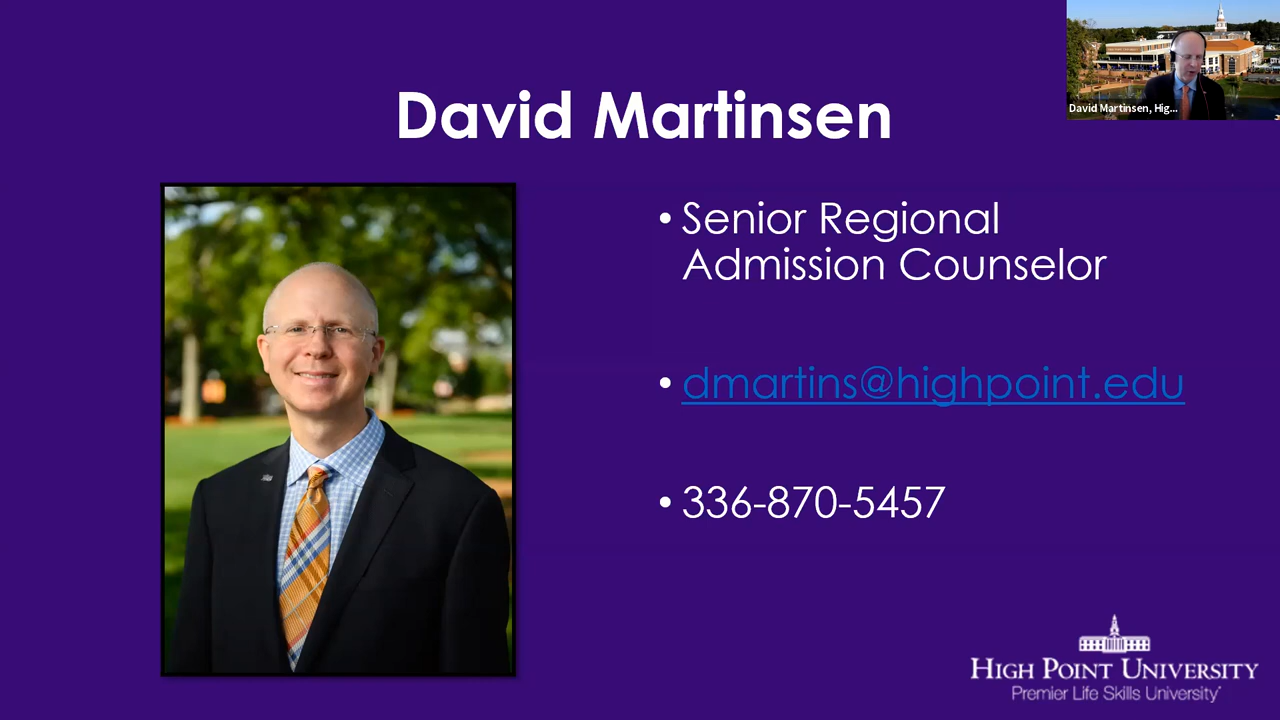 David Martinsen, Hig...
David Martinsen
• Senior Regional
Admission Counselor
• dmartins@highpoint.edu
• 336-870-5457
HIGH POINT UNIVERSITY
Premier Life Skills University